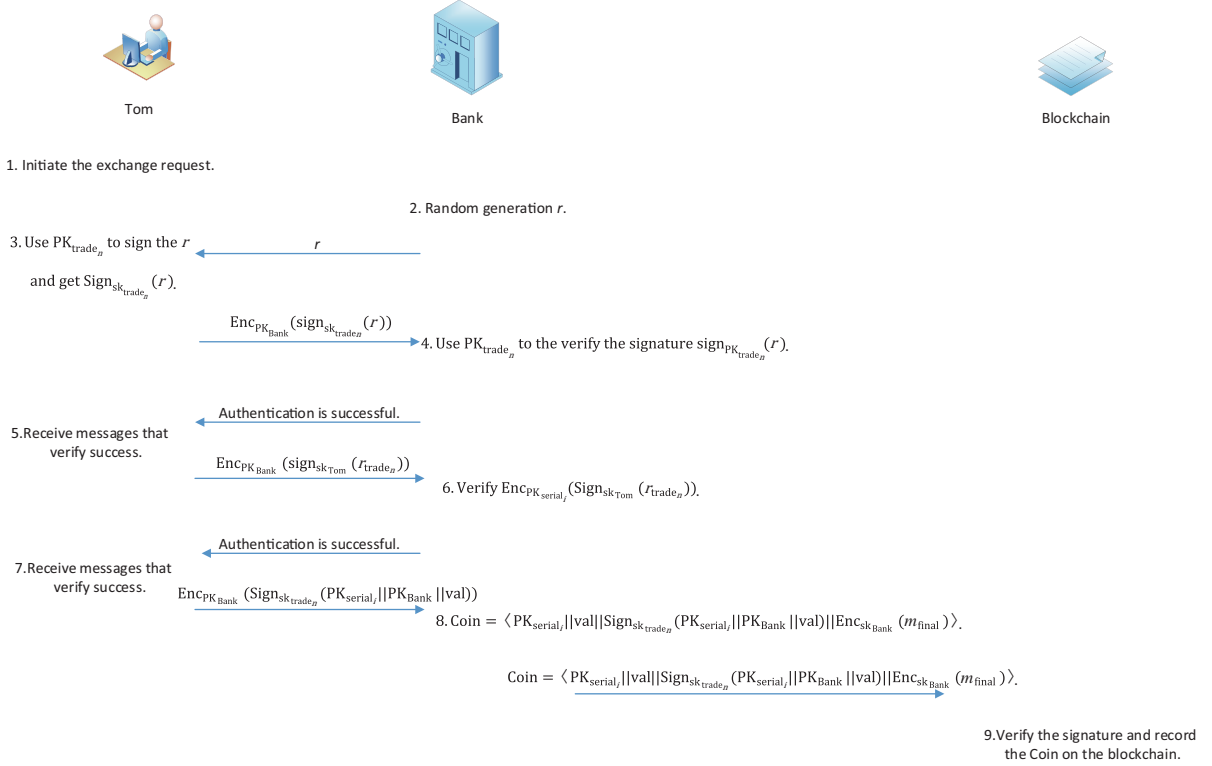 Tom
Bank
Blockchain
1. Initiate the exchange request.
2. Random generation r.
3. Use PK_trade_n to sign the r
and get Sign_sk_trade_n (r).
r
Enc_PK_Bank (sign_sk_trade_n (r))
4. Use PK_trade_n to the verify the signature sign_PK_trade_n (r).
Authentication is successful.
5.Receive messages that
verify success.
Enc_PK_Bank (sign_sk_Tom (r_trade_n))
6. Verify Enc_PK_serial_i (Sign_sk_Tom (r_trade_n)).
Authentication is successful.
7.Receive messages that
verify success.
Enc_PK_Bank (Sign_sk_trade_n (PK_serial_i||PK_Bank ||val))
8. Coin = ⟨PK_serial_i||val||Sign_sk_trade_n (PK_serial_i||PK_Bank ||val)||Enc_sk_Bank (m_final )⟩.
Coin = ⟨PK_serial_i||val||Sign_sk_trade_n (PK_serial_i||PK_Bank ||val)||Enc_sk_Bank (m_final )⟩.
9.Verify the signature and record
the Coin on the blockchain.